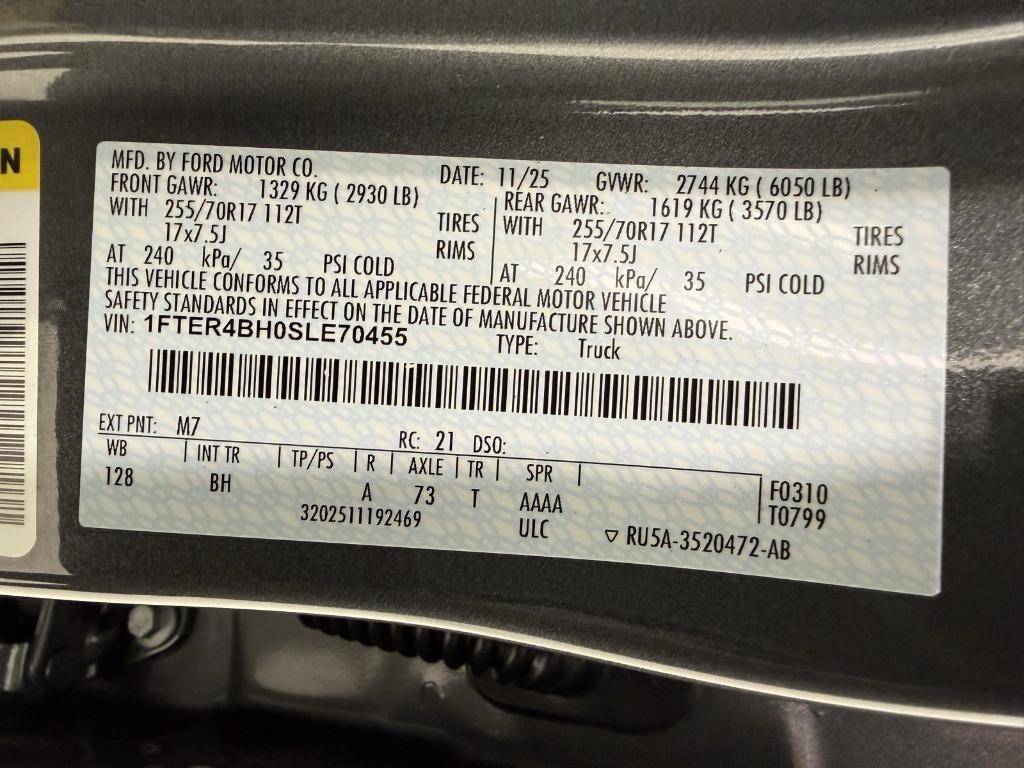 N
MFD. BY FORD MOTOR CO. DATE: 11/25 GVWR: 2744 KG ( 6050 LB)
FRONT GAWR: 1329 KG ( 2930 LB) REAR GAWR: 1619 KG ( 3570 LB)
WITH 255/70R17 112T TIRES WITH 255/70R17 112T TIRES
17x7.5J RIMS 17x7.5J RIMS
AT 240 kPa/ 35 PSI COLD AT 240 kPa/ 35 PSI COLD
THIS VEHICLE CONFORMS TO ALL APPLICABLE FEDERAL MOTOR VEHICLE
SAFETY STANDARDS IN EFFECT ON THE DATE OF MANUFACTURE SHOWN ABOVE.
VIN: 1FTER4BH0SLE70455 TYPE: Truck
EXT PNT: M7 RC: 21 DSO:
WB INT TR TP/PS R AXLE TR SPR
128 BH A 73 T AAAA F0310
3202511192469 ULC T0799
▽ RU5A-3520472-AB